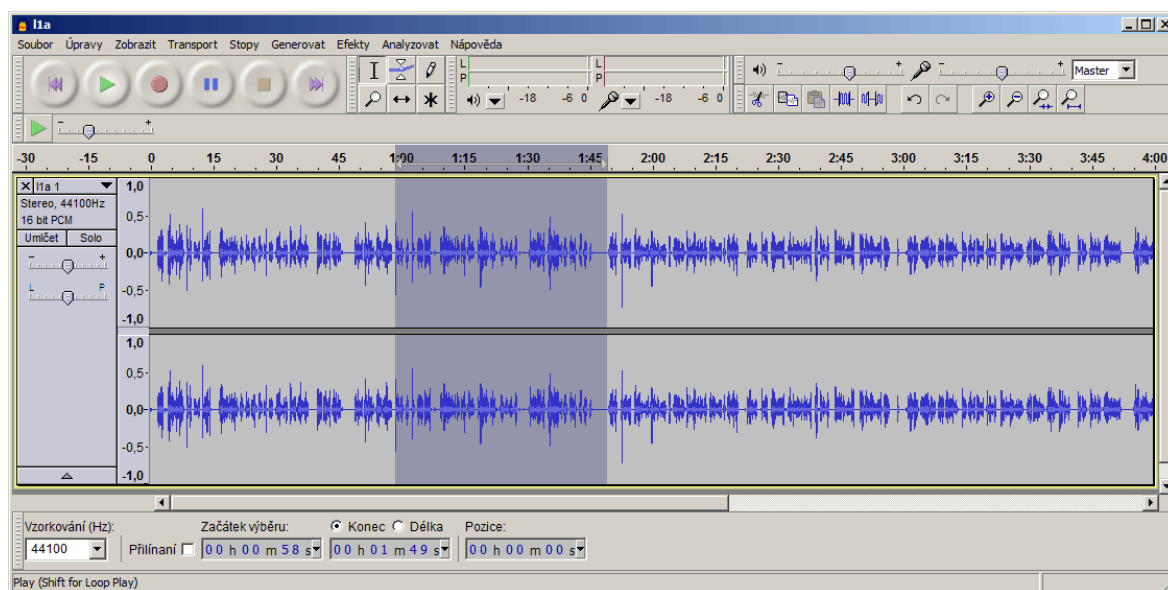 l1a
Soubor Úpravy Zobrazit Transport Stopy Generovat Efekty Analyzovat Nápověda
L
P
-18 -6 0
L
P
-18 -6 0
- +
- +
Master
- +
-30 -15 0 15 30 45 1:00 1:15 1:30 1:45 2:00 2:15 2:30 2:45 3:00 3:15 3:30 3:45 4:00
X l1a 1
Stereo, 44100Hz
16 bit PCM
Umlčet Solo
- +
L P
1,0
0,5-
0,0-
-0,5-
-1,0
1,0
0,5-
0,0-
-0,5-
-1,0
Vzorkování (Hz): Začátek výběru: Konec Délka Pozice:
44100 Přilínaní 00 h 00 m 58 s 00 h 01 m 49 s 00 h 00 m 00 s
Play (Shift for Loop Play)